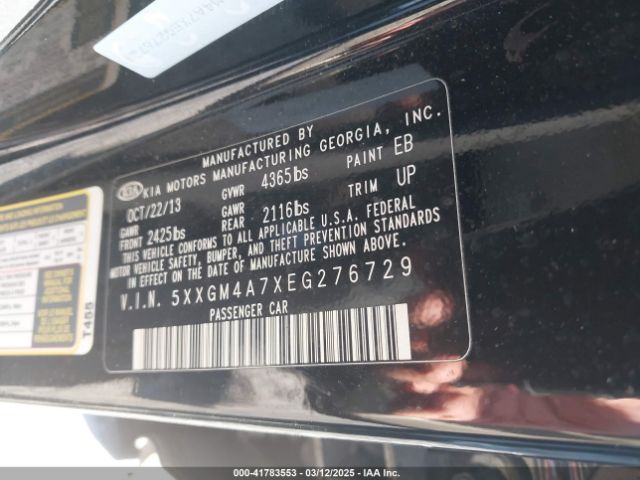 MANUFACTURED BY
KIA KIA MOTORS MANUFACTURING GEORGIA, INC.
OCT/22/13 GVWR 4365lbs PAINT EB
GAWR FRONT 2425lbs GAWR REAR 2116lbs TRIM UP
THIS VEHICLE CONFORMS TO ALL APPLICABLE U.S.A. FEDERAL
MOTOR VEHICLE SAFETY, BUMPER, AND THEFT PREVENTION STANDARDS
IN EFFECT ON THE DATE OF MANUFACTURE SHOWN ABOVE.
V.I.N. 5XXGM4A7XEG276729
PASSENGER CAR
T455
000-41783553 — 03/12/2025 — IAA Inc.